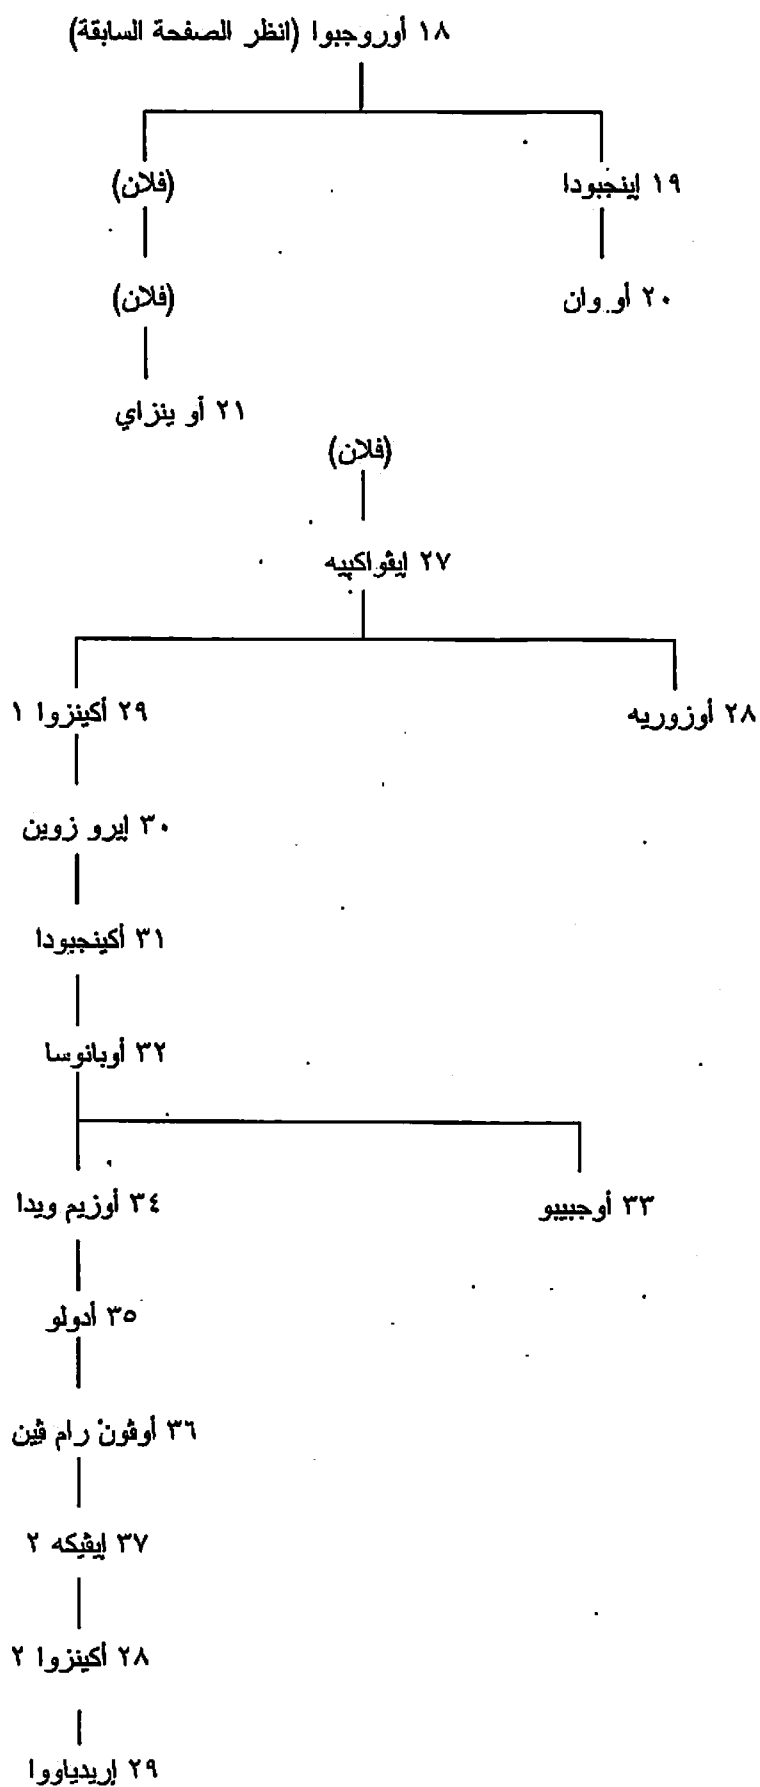 ١٨ أوروجبوا (انظر الصفحة السابقة)
١٩ إينجبودا
(فلان)
٢٠ أو وان
(فلان)
٢١ أو ينزاي
(فلان)
٢٧ إيڤواكپيه
٢٨ أوزوريه
٢٩ أكينزوا ١
٣٠ إيرو زوين
٣١ أكينجبودا
٣٢ أوبانوسا
٣٣ أوجبيبو
٣٤ أوزيم ويدا
٣٥ أدولو
٣٦ أوڤونْ رام ڤين
٣٧ إيڤيكه ٢
٢٨ أكينزوا ٢
٢٩ إريدياووا